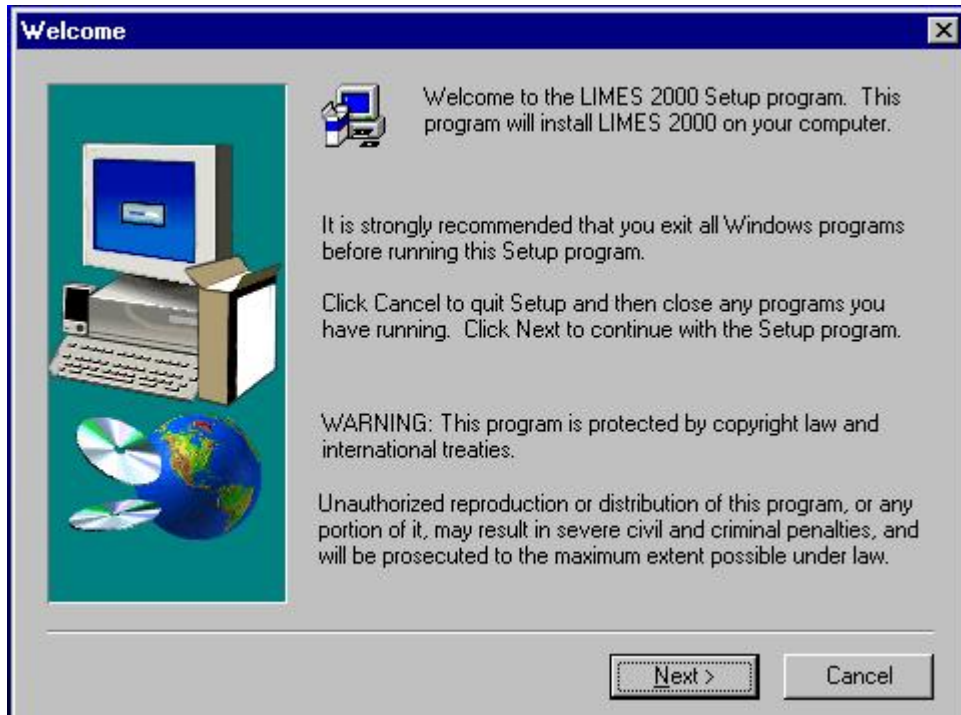 Welcome
Welcome to the LIMES 2000 Setup program. This
program will install LIMES 2000 on your computer.
It is strongly recommended that you exit all Windows programs
before running this Setup program.
Click Cancel to quit Setup and then close any programs you
have running. Click Next to continue with the Setup program.
WARNING: This program is protected by copyright law and
international treaties.
Unauthorized reproduction or distribution of this program, or any
portion of it, may result in severe civil and criminal penalties, and
will be prosecuted to the maximum extent possible under law.
Next >
Cancel